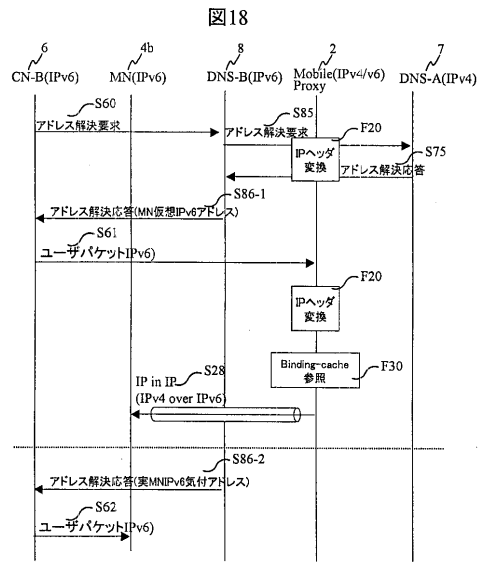 図18
6
4b
8
2
7
CN-B(IPv6)
MN(IPv6)
DNS-B(IPv6)
Mobile(IPv4/v6)
Proxy
DNS-A(IPv4)
S60
アドレス解決要求
S85
アドレス解決要求
F20
IPヘッダ
変換
S75
アドレス解決応答
S86-1
アドレス解決応答(MN仮想IPv6アドレス)
S61
ユーザパケットIPv6)
F20
IPヘッダ
変換
Binding-cache
参照
F30
IP in IP
S28
(IPv4 over IPv6)
S86-2
アドレス解決応答(実MNIPv6気付アドレス)
S62
ユーザパケットIPv6)